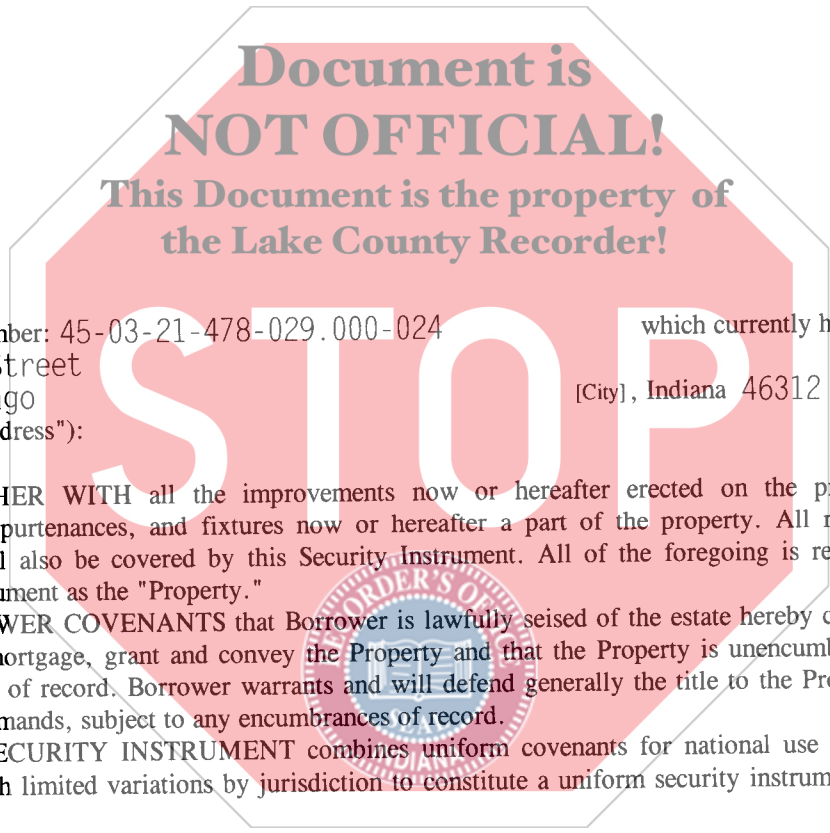 Document is
NOT OFFICIAL!
This Document is the property of
the Lake County Recorder!
STOP
nber: 45-03-21-478-029.000-024 which currently h
Street
go
[City], Indiana 46312
dress"):
HER WITH all the improvements now or hereafter erected on the p
purtenances, and fixtures now or hereafter a part of the property. All
l also be covered by this Security Instrument. All of the foregoing is re
ument as the "Property."
WER COVENANTS that Borrower is lawfully seised of the estate hereby c
ortgage, grant and convey the Property and that the Property is unencumb
of record. Borrower warrants and will defend generally the title to the Pr
mands, subject to any encumbrances of record.
ECURITY INSTRUMENT combines uniform covenants for national use
h limited variations by jurisdiction to constitute a uniform security instrum
RECORDER'S OFFICE
INDIANA